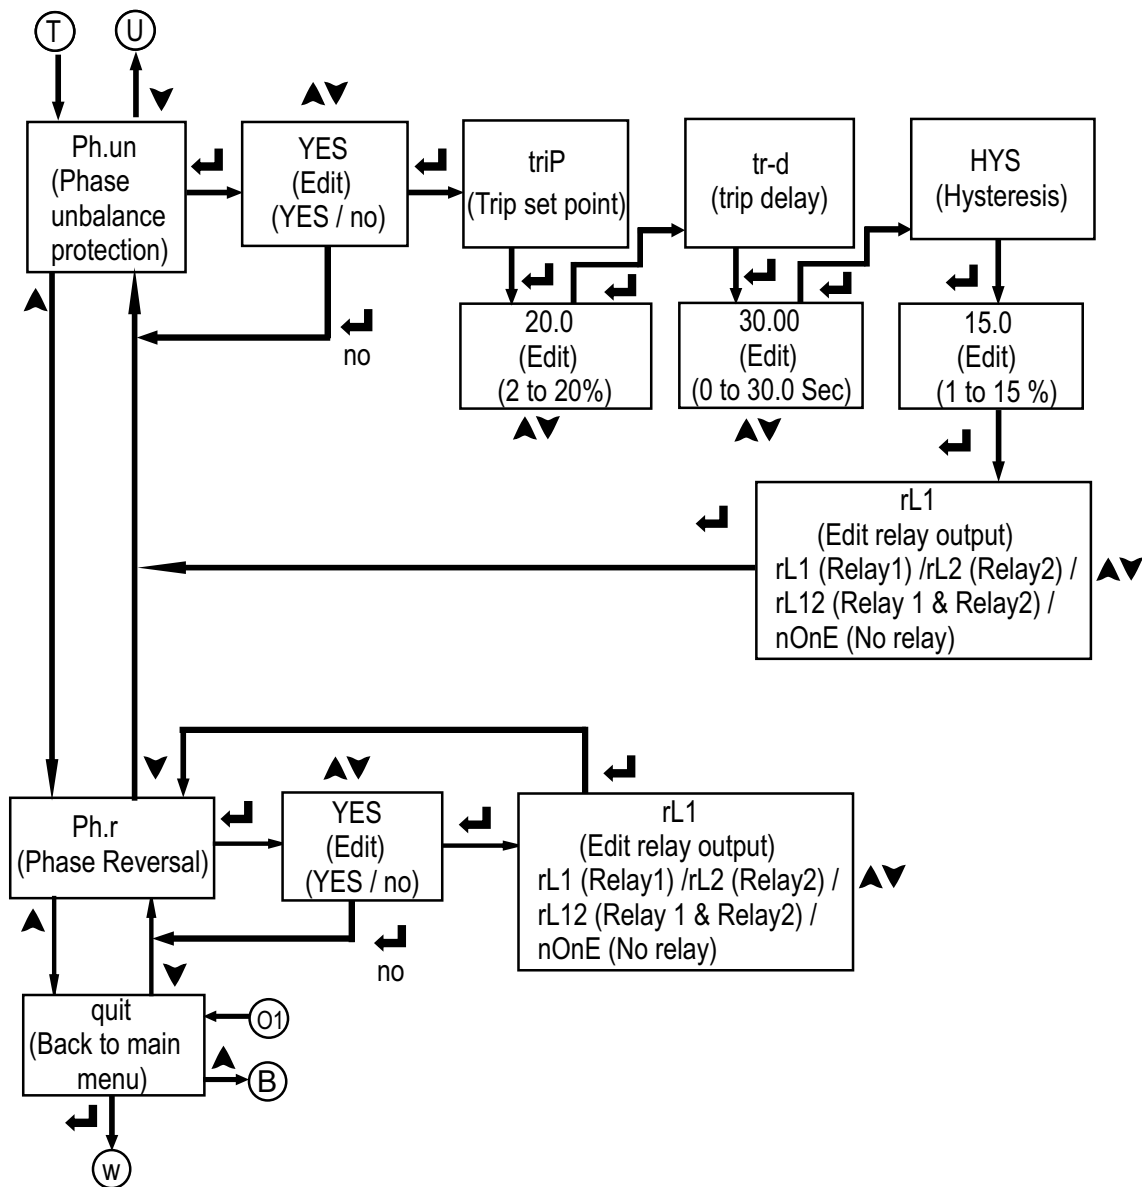 T
U
Ph.un
(Phase
unbalance
protection)
YES
(Edit)
(YES / no)
triP
(Trip set point)
tr-d
(trip delay)
HYS
(Hysteresis)
no
20.0
(Edit)
(2 to 20%)
30.00
(Edit)
(0 to 30.0 Sec)
15.0
(Edit)
(1 to 15 %)
rL1
(Edit relay output)
rL1 (Relay1) /rL2 (Relay2) /
rL12 (Relay 1 & Relay2) /
nOnE (No relay)
Ph.r
(Phase Reversal)
YES
(Edit)
(YES / no)
no
rL1
(Edit relay output)
rL1 (Relay1) /rL2 (Relay2) /
rL12 (Relay 1 & Relay2) /
nOnE (No relay)
quit
(Back to main
menu)
O1
B
w